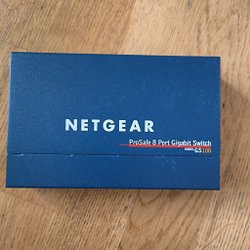 NETGEAR
ProSafe 8 Port Gigabit Switch
GS108